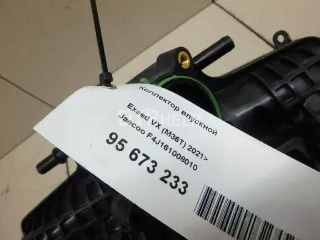 Коллектор впускной
Exeed VX (M36T) 2021>
Jaecoo F4J161008010
95 673 233